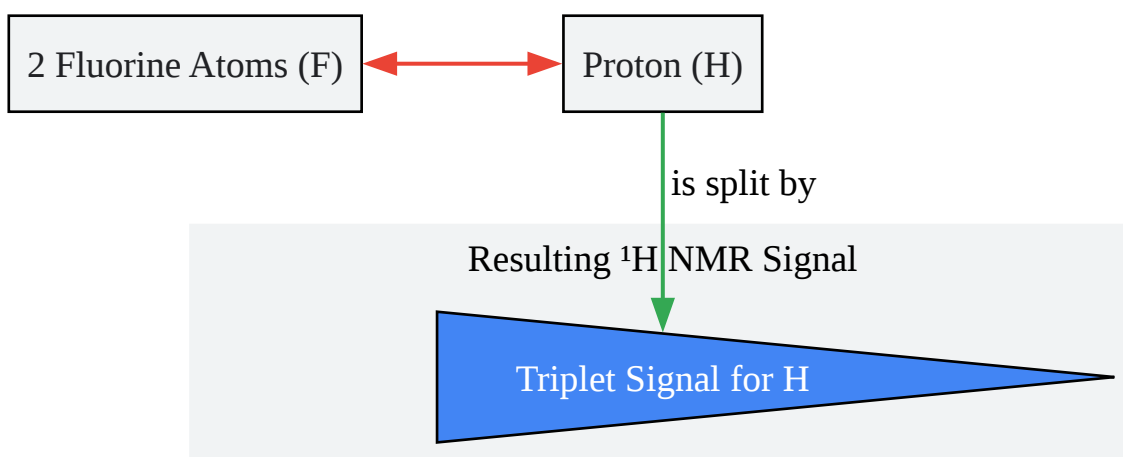 2 Fluorine Atoms (F)
Proton (H)
is split by
Resulting ¹H NMR Signal
Triplet Signal for H